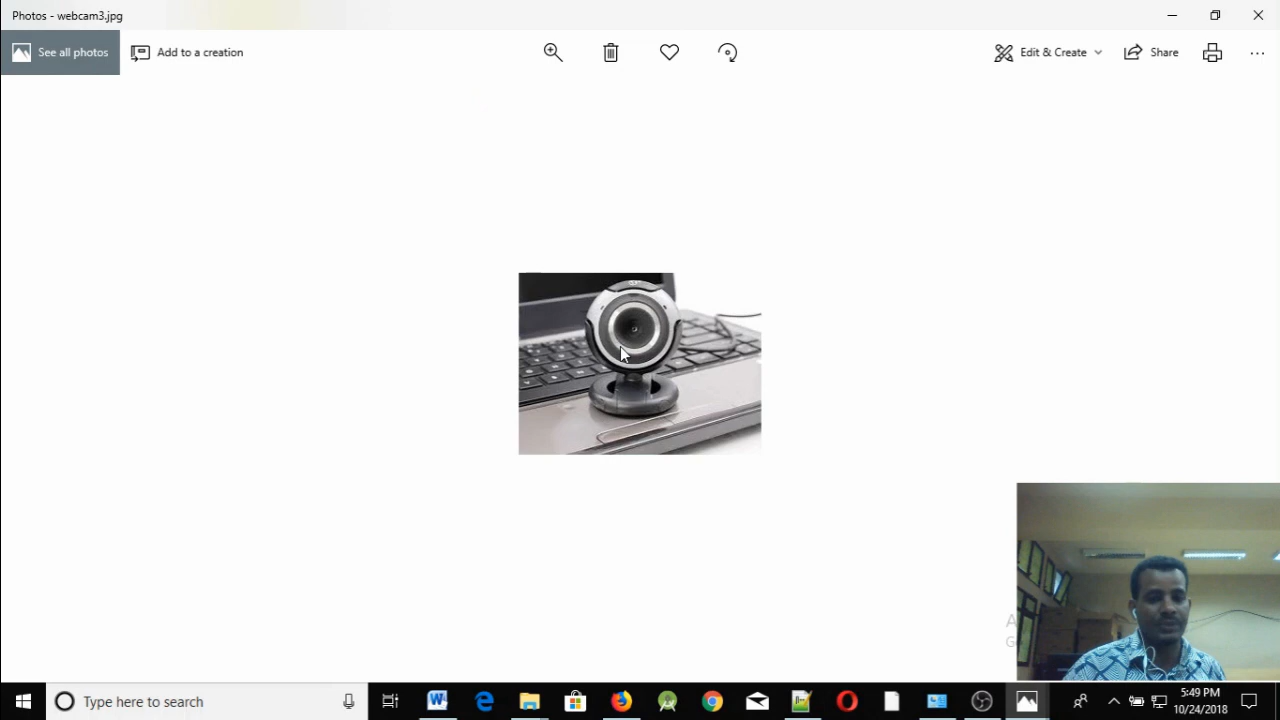 Photos - webcam3.jpg
See all photos
Add to a creation
Edit & Create
Share
Type here to search
5:49 PM
10/24/2018